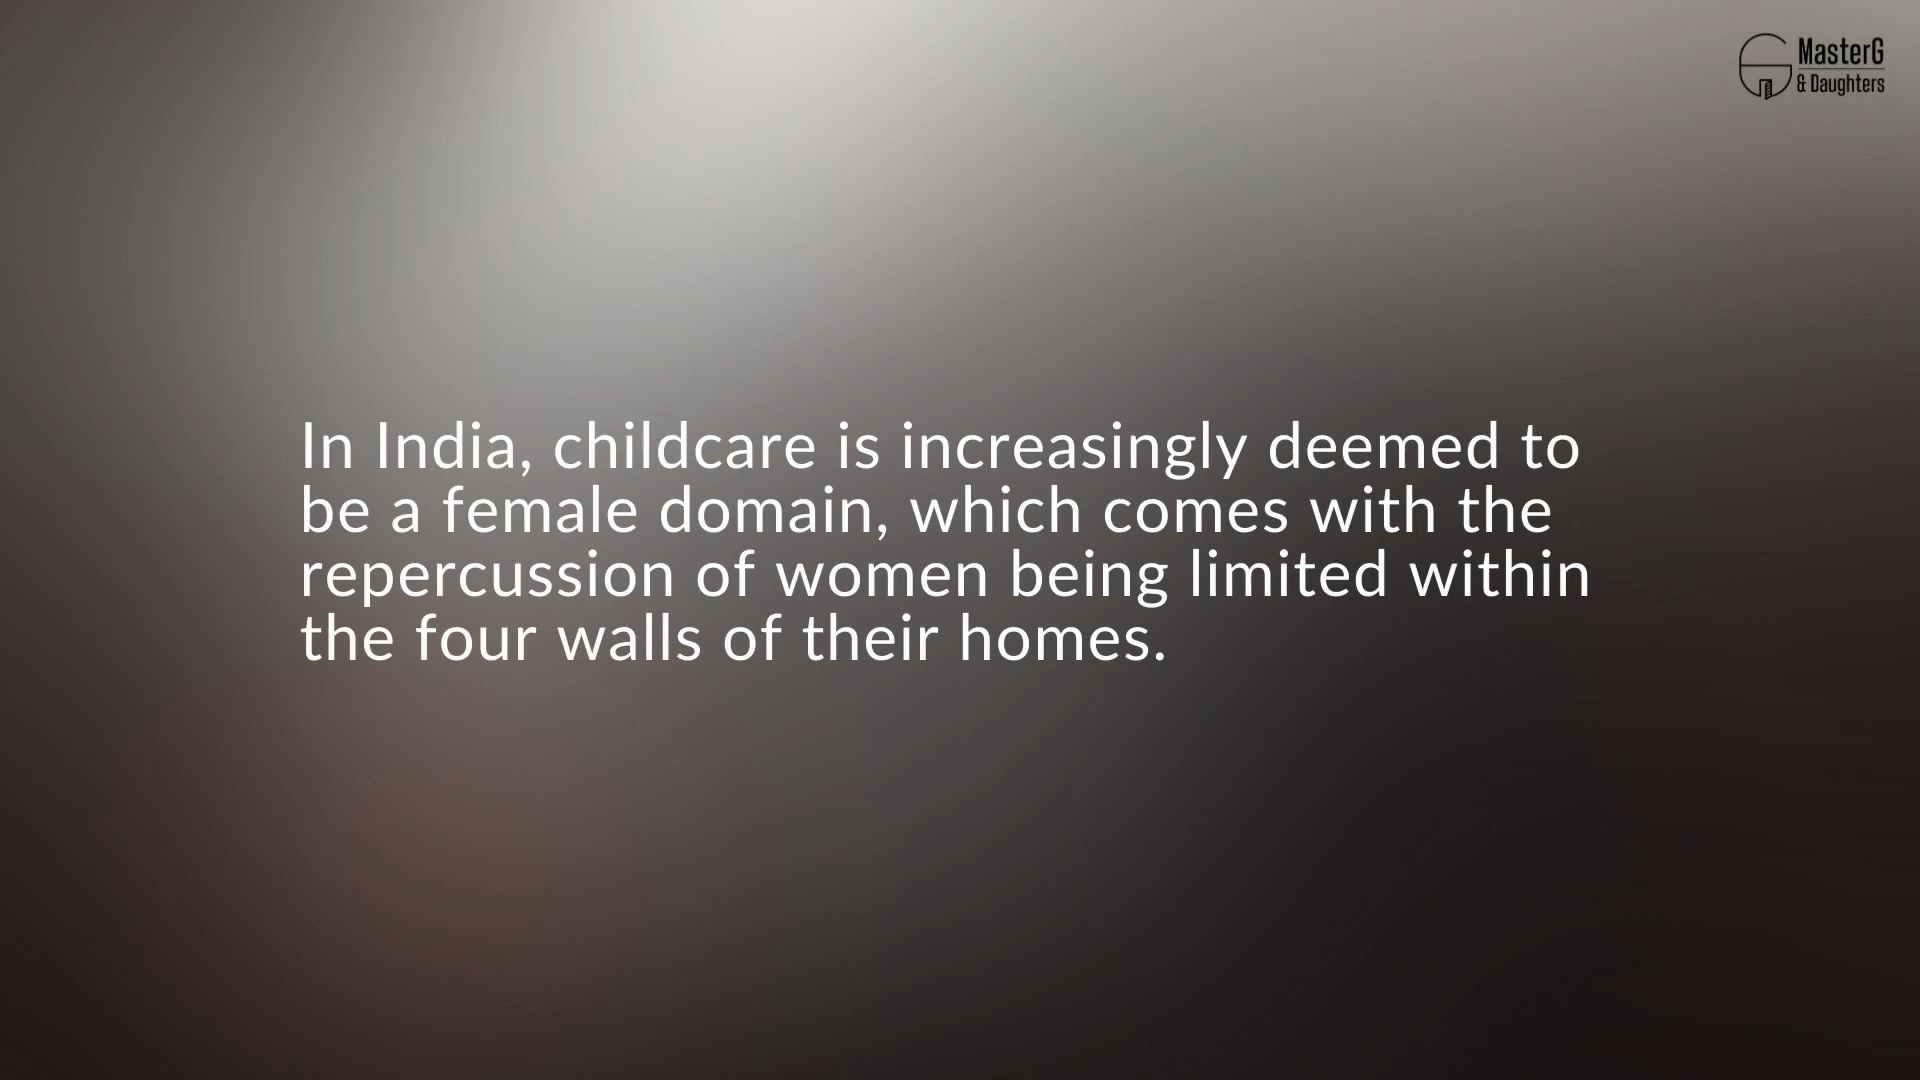 MasterG
& Daughters
In India, childcare is increasingly deemed to
be a female domain, which comes with the
repercussion of women being limited within
the four walls of their homes.